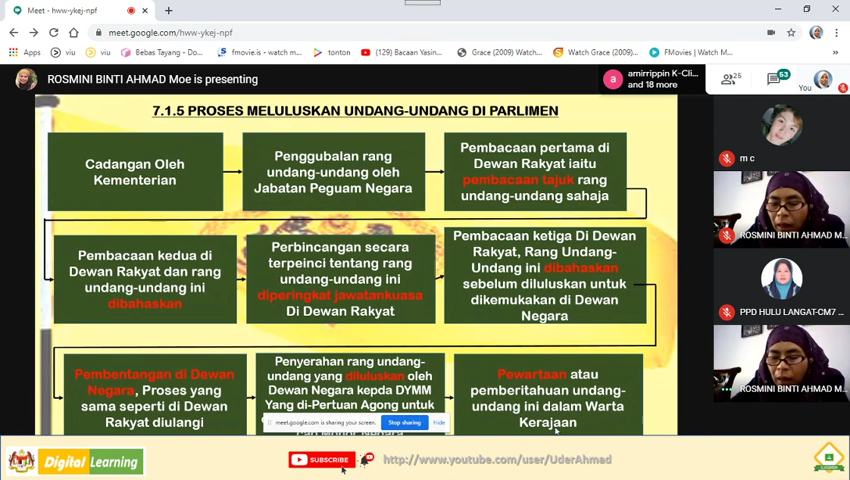 Meet - hww-ykej-npf
meet.google.com/hww-ykej-npf
Apps
viu
viu
Bebas Tayang - Do...
fmovie.is - watch m...
tonton
(129) Bacaan Yasin...
Grace (2009) Watch...
Grace (2009) Watch...
FMovies | Watch M...
ROSMINI BINTI AHMAD Moe is presenting
a
amirrippin K-Cli...
and 18 more
25
53
You
7.1.5 PROSES MELULUSKAN UNDANG-UNDANG DI PARLIMEN
Cadangan Oleh
Kementerian
Penggubalan rang
undang-undang oleh
Jabatan Peguam Negara
Pembacaan pertama di
Dewan Rakyat iaitu
pembacaan tajuk rang
undang-undang sahaja
Pembacaan kedua di
Dewan Rakyat dan rang
undang-undang ini
dibahaskan
Perbincangan secara
terpeinci tentang rang
undang-undang ini
diperingkat jawatankuasa
Di Dewan Rakyat
Pembacaan ketiga Di Dewan
Rakyat, Rang Undang-
Undang ini dibahaskan
sebelum diluluskan untuk
dikemukakan di Dewan
Negara
Pembentangan di Dewan
Negara, Proses yang
sama seperti di Dewan
Rakyat diulangi
Penyerahan rang undang-
undang yang diluluskan oleh
Dewan Negara kepda DYMM
Yang di-Pertuan Agong untuk
Pewartaan atau
pemberitahuan undang-
undang ini dalam Warta
Kerajaan
meet.google.com is sharing your screen.
Stop sharing
Hide
m c
ROSMINI BINTI AHMAD M...
PPD HULU LANGAT-CM7 ...
ROSMINI BINTI AHMAD M...
Digital Learning
SUBSCRIBE
http://www.youtube.com/user/UderAhmad